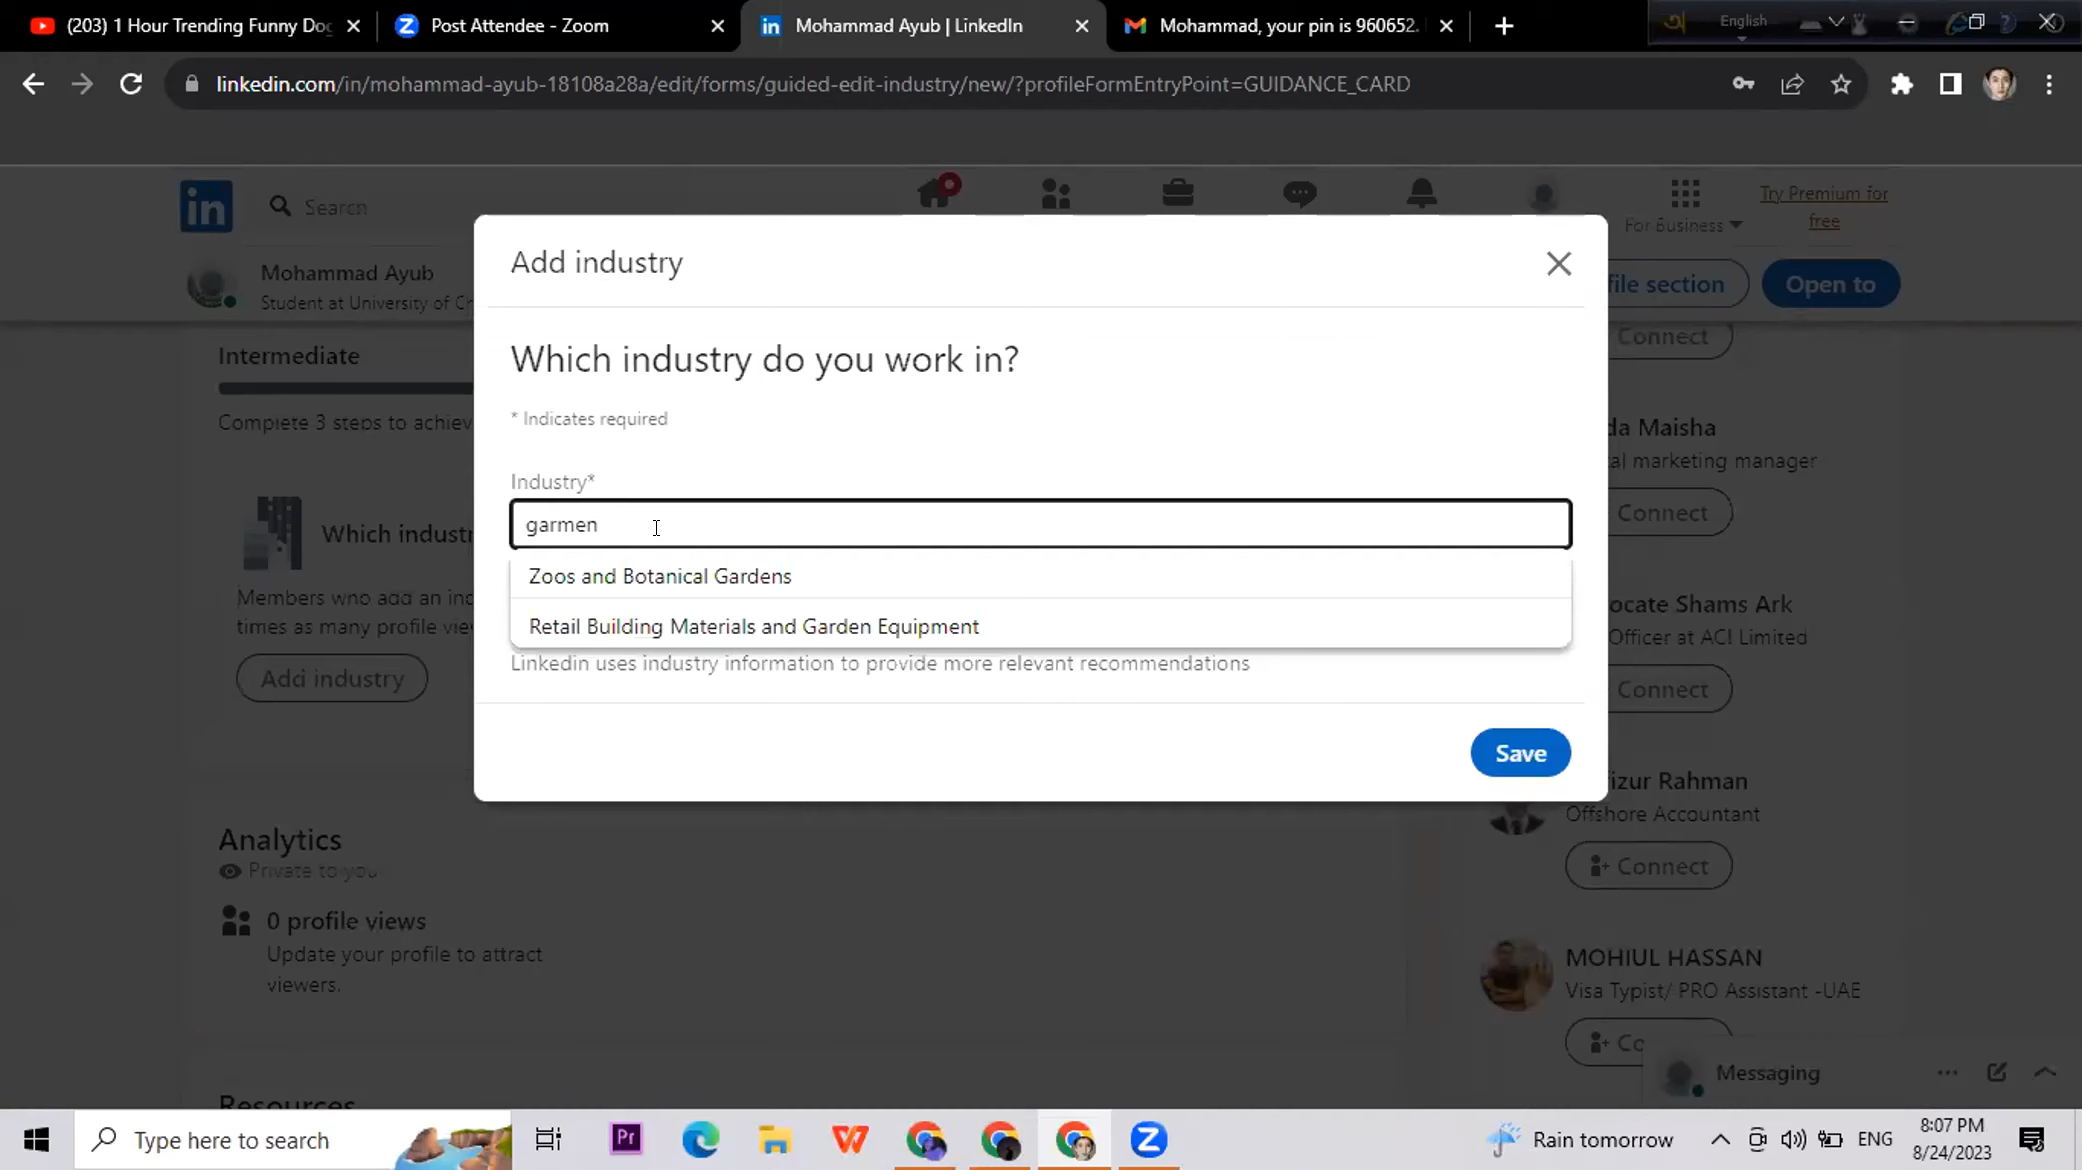 (203) 1 Hour Trending Funny Dog
Post Attendee - Zoom
Mohammad Ayub | LinkedIn
Mohammad, your pin is 960652.
English
linkedin.com/in/mohammad-ayub-18108a28a/edit/forms/guided-edit-industry/new/?profileFormEntryPoint=GUIDANCE_CARD
in
Search
For Business
Try Premium for
free
Mohammad Ayub
Student at University of Ch
file section
Open to
Add industry
Which industry do you work in?
* Indicates required
Industry*
garmen
Zoos and Botanical Gardens
Retail Building Materials and Garden Equipment
Linkedin uses industry information to provide more relevant recommendations
Save
Intermediate
Complete 3 steps to achiev
Which industr
Members who add an ind
times as many profile view
Add industry
Analytics
Private to you
0 profile views
Update your profile to attract
viewers.
Resources
Connect
da Maisha
al marketing manager
Connect
ocate Shams Ark
Officer at ACI Limited
Connect
izur Rahman
Offshore Accountant
Connect
MOHIUL HASSAN
Visa Typist/ PRO Assistant -UAE
Co
Messaging
Type here to search
Pr
Rain tomorrow
ENG
8:07 PM
8/24/2023